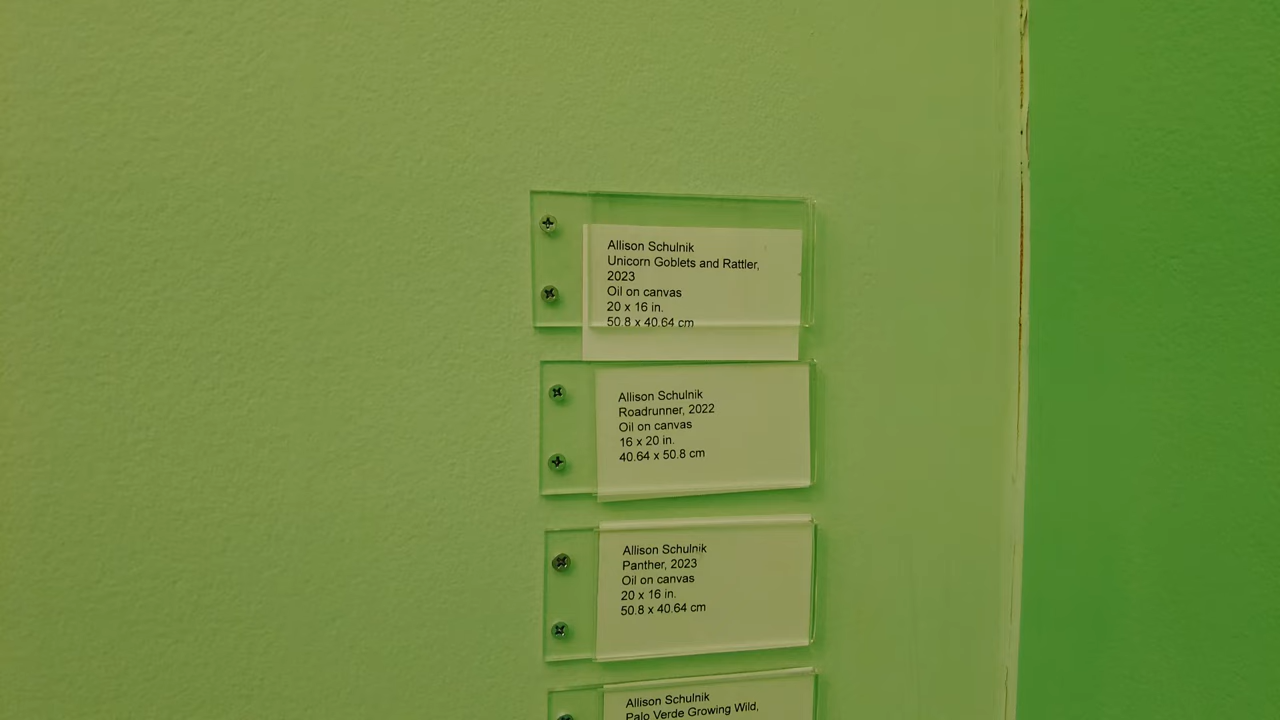 Allison Schulnik
Unicorn Goblets and Rattler,
2023
Oil on canvas
20 x 16 in.
50.8 x 40.64 cm
Allison Schulnik
Roadrunner, 2022
Oil on canvas
16 x 20 in.
40.64 x 50.8 cm
Allison Schulnik
Panther, 2023
Oil on canvas
20 x 16 in.
50.8 x 40.64 cm
Allison Schulnik
Palo Verde Growing Wild,